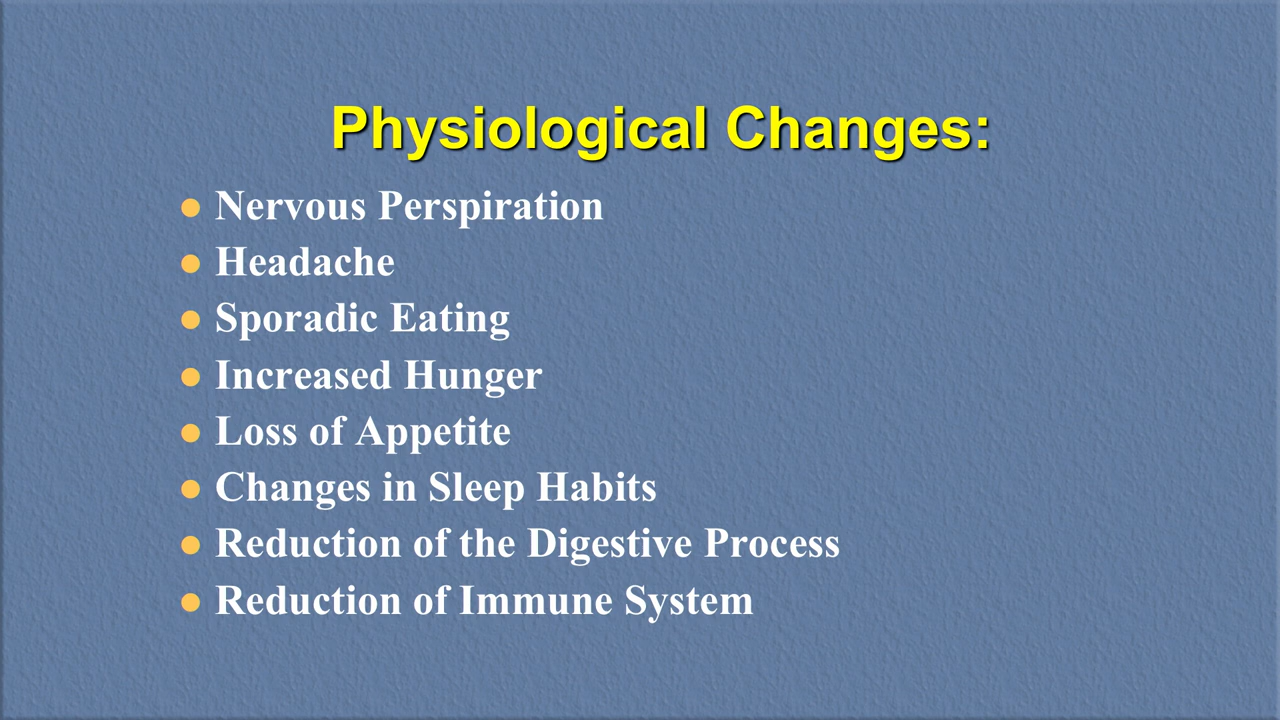 Physiological Changes:
Nervous Perspiration
Headache
Sporadic Eating
Increased Hunger
Loss of Appetite
Changes in Sleep Habits
Reduction of the Digestive Process
Reduction of Immune System